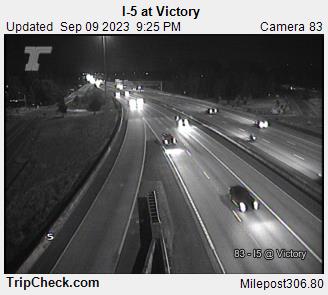 I-5 at Victory
Updated Sep 09 2023 9:25 PM Camera 83
T
S
83 - I5 @ Victory
TripCheck.com Milepost306.80